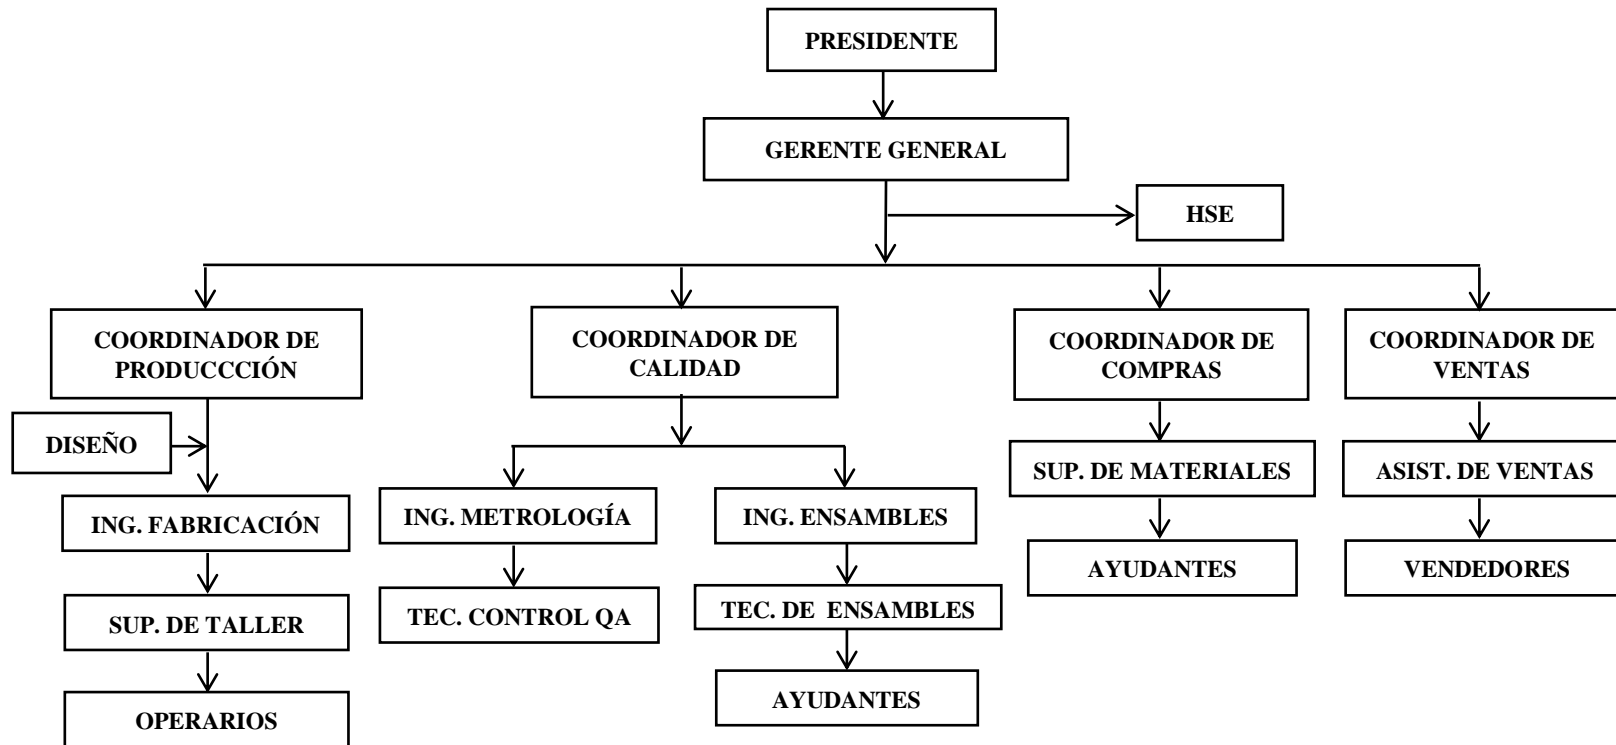 PRESIDENTE
GERENTE GENERAL
HSE
COORDINADOR DE
PRODUCCCIÓN
COORDINADOR DE
CALIDAD
COORDINADOR DE
COMPRAS
COORDINADOR DE
VENTAS
DISEÑO
SUP. DE MATERIALES
ASIST. DE VENTAS
ING. FABRICACIÓN
ING. METROLOGÍA
ING. ENSAMBLES
AYUDANTES
VENDEDORES
SUP. DE TALLER
TEC. CONTROL QA
TEC. DE ENSAMBLES
OPERARIOS
AYUDANTES